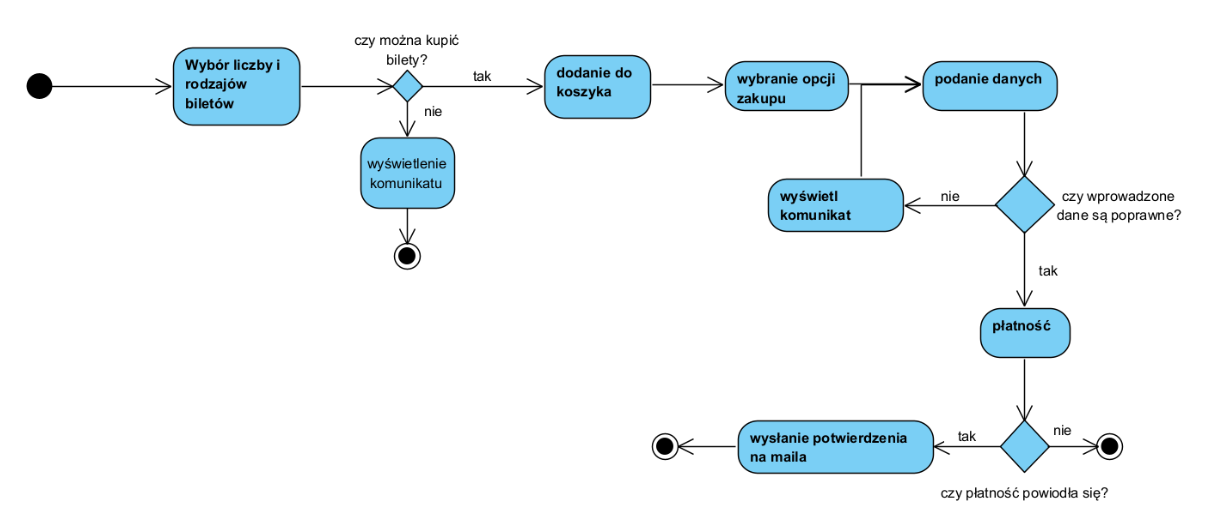 czy można kupić
bilety?
Wybór liczby i
rodzajów
biletów
tak
dodanie do
koszyka
wybranie opcji
zakupu
podanie danych
nie
wyświetlenie
komunikatu
wyświetl
komunikat
nie
czy wprowadzone
dane są poprawne?
tak
płatność
wysłanie potwierdzenia
na maila
tak
nie
czy płatność powiodła się?